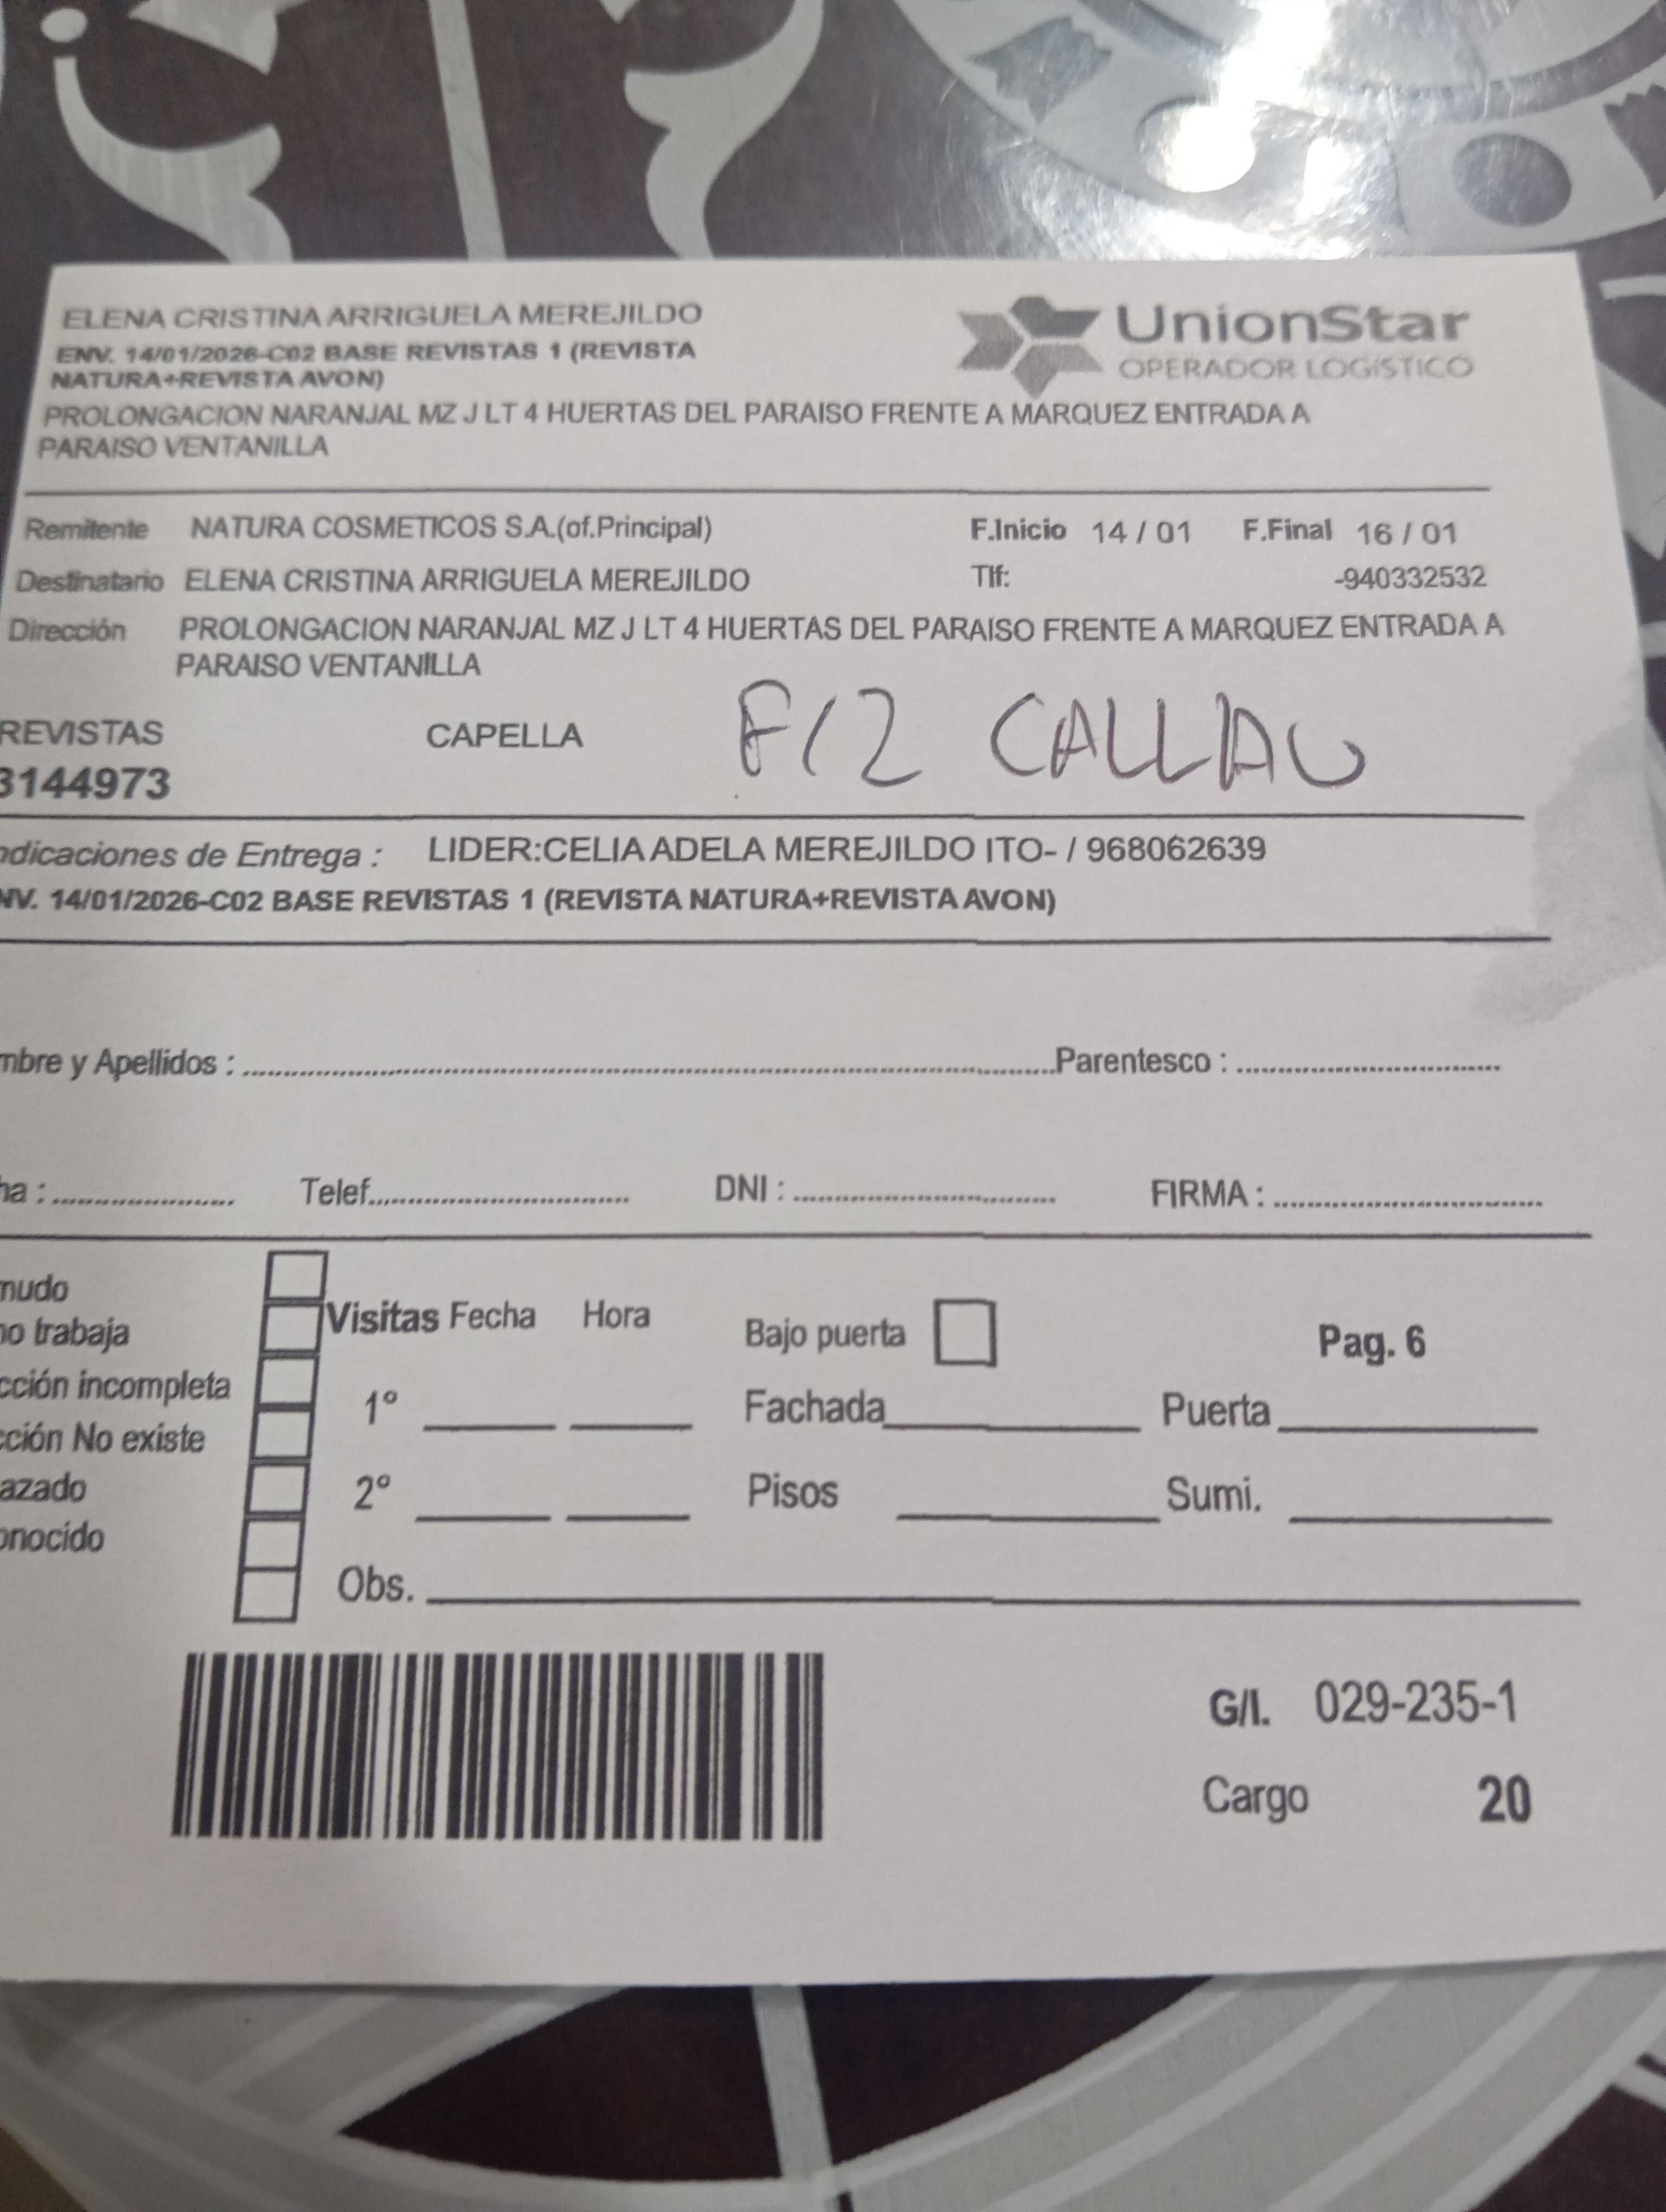 ELENA CRISTINA ARRIGUELA MEREJILDO
ENV. 14/01/2026-C02 BASE REVISTAS 1 (REVISTA
NATURA+REVISTA AVON)
UnionStar
OPERADOR LOGÍSTICO
PROLONGACION NARANJAL MZ J LT 4 HUERTAS DEL PARAISO FRENTE A MARQUEZ ENTRADA A
PARAISO VENTANILLA
Remitente NATURA COSMETICOS S.A.(of.Principal) F.Inicio 14 / 01 F.Final 16 / 01
Destinatario ELENA CRISTINA ARRIGUELA MEREJILDO Tlf: -940332532
Dirección PROLONGACION NARANJAL MZ J LT 4 HUERTAS DEL PARAISO FRENTE A MARQUEZ ENTRADA A
PARAISO VENTANILLA
REVISTAS CAPELLA F12 CALLAO
3144973
ndicaciones de Entrega : LIDER:CELIA ADELA MEREJILDO ITO- / 968062639
NV. 14/01/2026-C02 BASE REVISTAS 1 (REVISTA NATURA+REVISTA AVON)
mbre y Apellidos : Parentesco :
ha : Telef. DNI : FIRMA :
mudo
no trabaja
cción incompleta
cción No existe
azado
onocido
Visitas Fecha Hora Bajo puerta Pag. 6
1° Fachada Puerta
2° Pisos Sumi.
Obs.
G/I. 029-235-1
Cargo 20